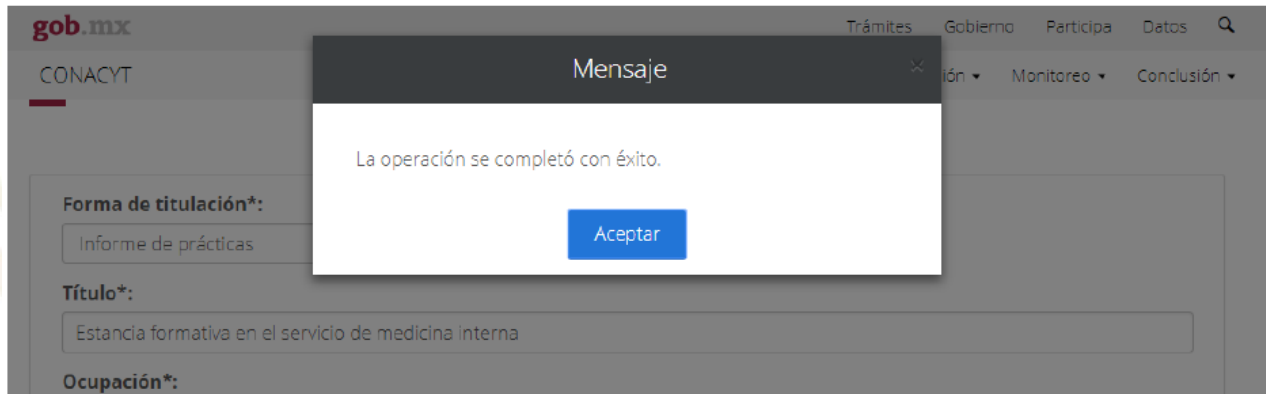 gob.mx Trámites Gobierno Participa Datos
CONACYT ión Monitoreo Conclusión
Mensaje ×
La operación se completó con éxito.
Aceptar
Forma de titulación*:
Informe de prácticas
Título*:
Estancia formativa en el servicio de medicina interna
Ocupación*: